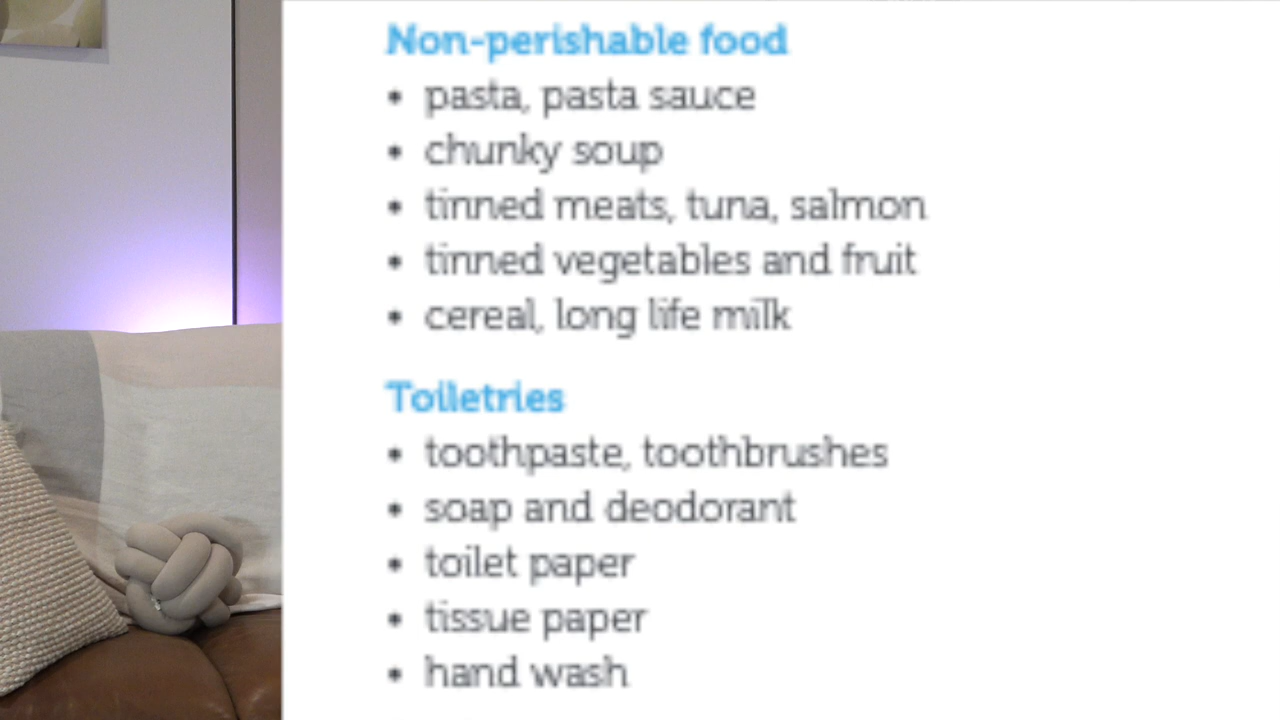 Non-perishable food
• pasta, pasta sauce
• chunky soup
• tinned meats, tuna, salmon
• tinned vegetables and fruit
• cereal, long life milk
Toiletries
• toothpaste, toothbrushes
• soap and deodorant
• toilet paper
• tissue paper
• hand wash